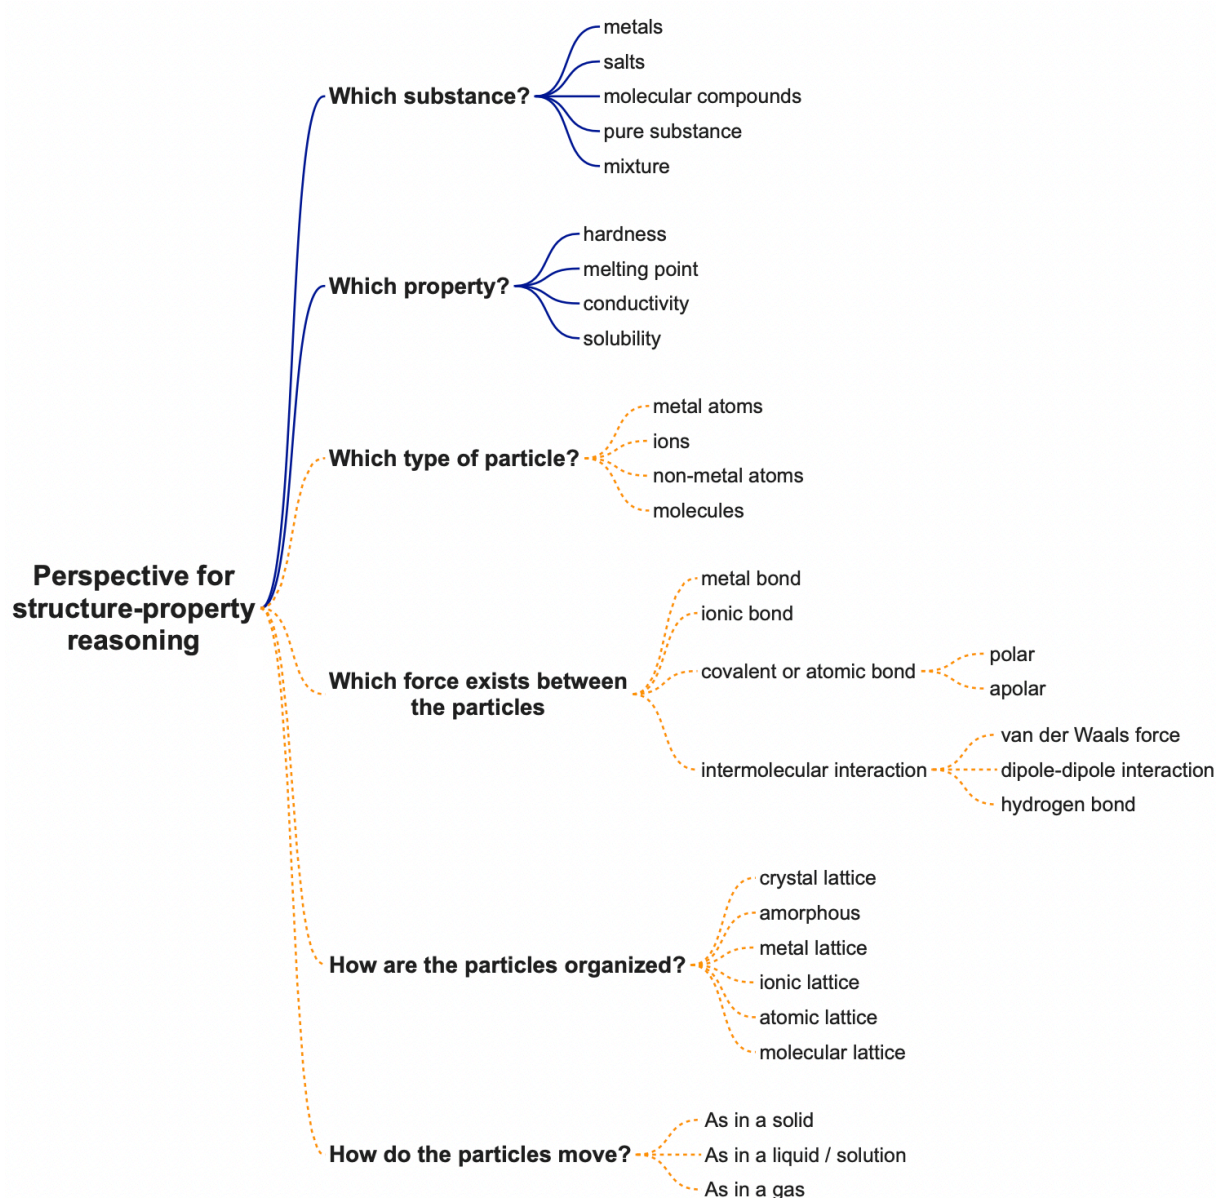 Perspective for
structure-property
reasoning
Which substance?
metals
salts
molecular compounds
pure substance
mixture
Which property?
hardness
melting point
conductivity
solubility
Which type of particle?
metal atoms
ions
non-metal atoms
molecules
Which force exists between
the particles
metal bond
ionic bond
covalent or atomic bond
polar
apolar
intermolecular interaction
van der Waals force
dipole-dipole interaction
hydrogen bond
How are the particles organized?
crystal lattice
amorphous
metal lattice
ionic lattice
atomic lattice
molecular lattice
How do the particles move?
As in a solid
As in a liquid / solution
As in a gas